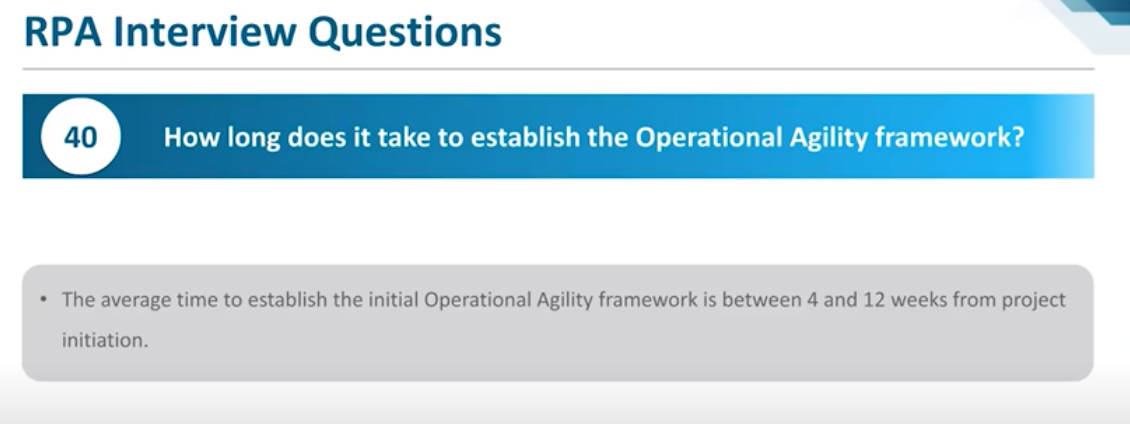 RPA Interview Questions
40
How long does it take to establish the Operational Agility framework?
• The average time to establish the initial Operational Agility framework is between 4 and 12 weeks from project
initiation.